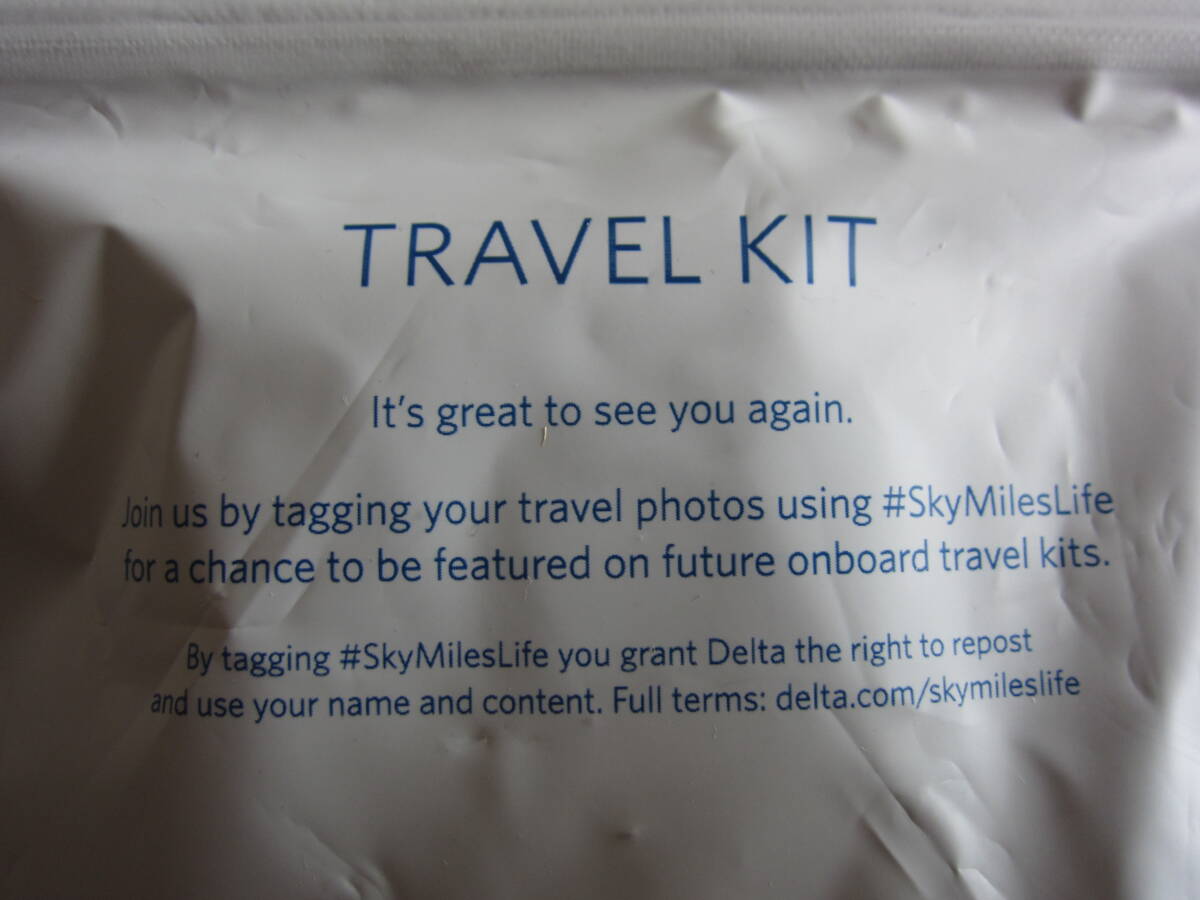 TRAVEL KIT
It's great to see you again.
Join us by tagging your travel photos using #SkyMilesLife
for a chance to be featured on future onboard travel kits.
By tagging #SkyMilesLife you grant Delta the right to repost
and use your name and content. Full terms: delta.com/skymileslife